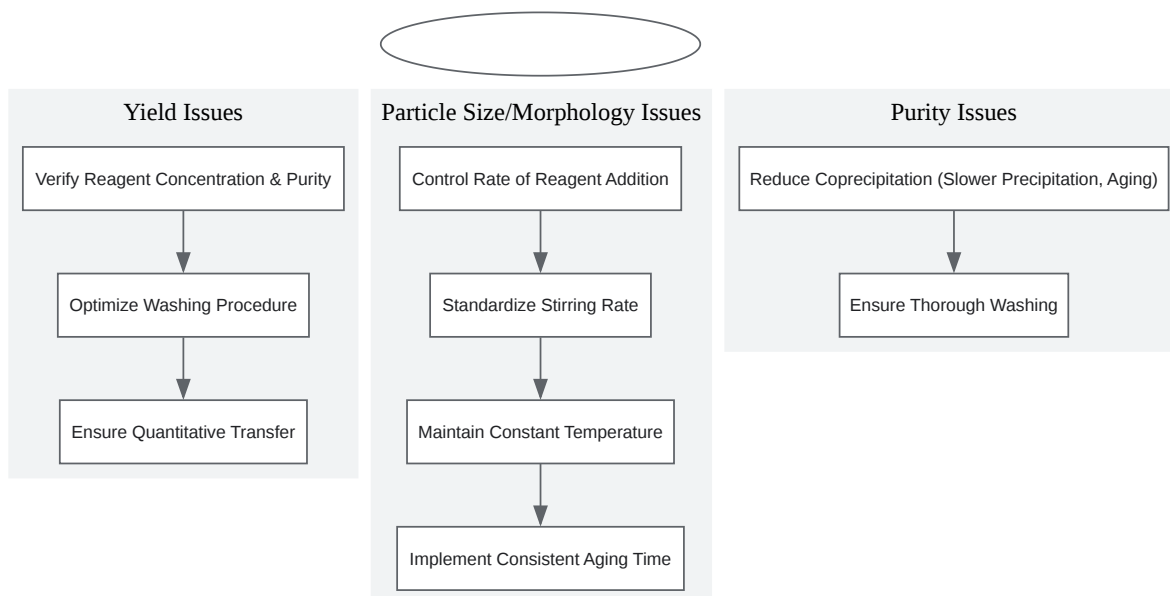 Yield Issues
Verify Reagent Concentration & Purity
Optimize Washing Procedure
Ensure Quantitative Transfer
Particle Size/Morphology Issues
Control Rate of Reagent Addition
Standardize Stirring Rate
Maintain Constant Temperature
Implement Consistent Aging Time
Purity Issues
Reduce Coprecipitation (Slower Precipitation, Aging)
Ensure Thorough Washing